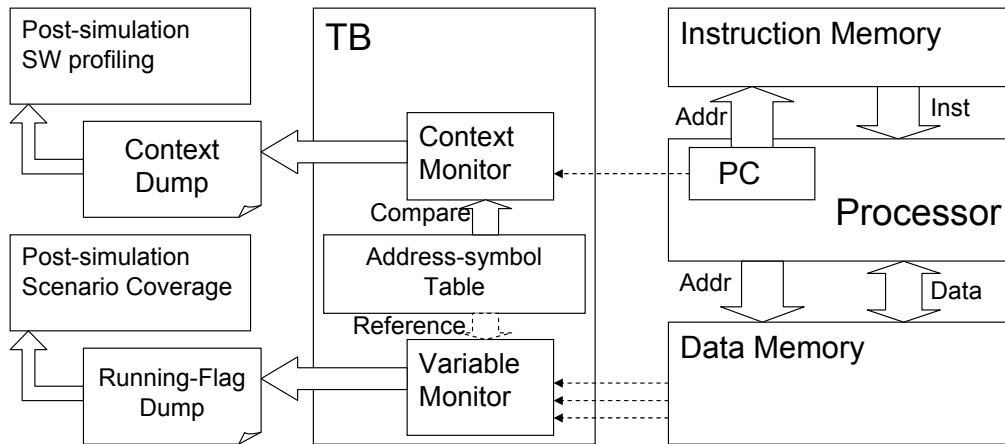 Post-simulation
SW profiling
TB
Instruction Memory
Addr
Inst
Context
Dump
Context
Monitor
PC
Processor
Compare
Post-simulation
Scenario Coverage
Address-symbol
Table
Addr
Data
Reference
Running-Flag
Dump
Variable
Monitor
Data Memory